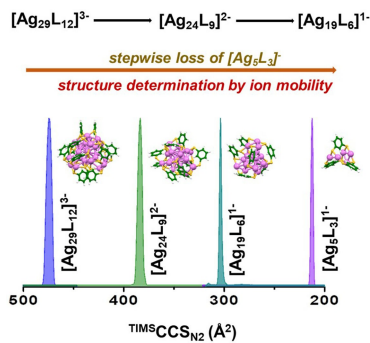 [Ag29L12]3- [Ag24L9]2- [Ag19L6]1-
stepwise loss of [Ag5L3]-
structure determination by ion mobility
[Ag29L12]3-
[Ag24L9]2-
[Ag19L6]1-
[Ag5L3]1-
500 400 300 200
TIMSCCSN2 (Å2)